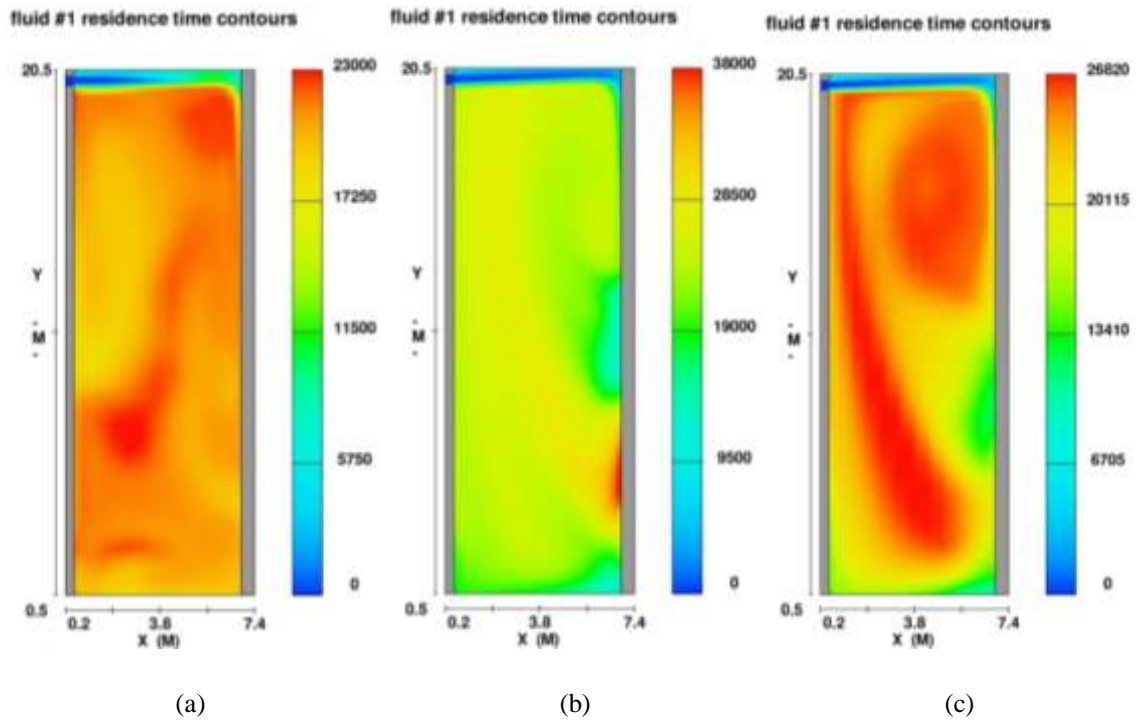 fluid #1 residence time contours
20.5
23000
17250
11500
5750
0
Y
-
M
-
0.5
0.2 3.8 7.4
X (M)
(a)
fluid #1 residence time contours
20.5
38000
28500
19000
9500
0
Y
-
M
-
0.5
0.2 3.8 7.4
X (M)
(b)
fluid #1 residence time contours
20.5
26820
20115
13410
6705
0
Y
-
M
-
0.5
0.2 3.8 7.4
X (M)
(c)